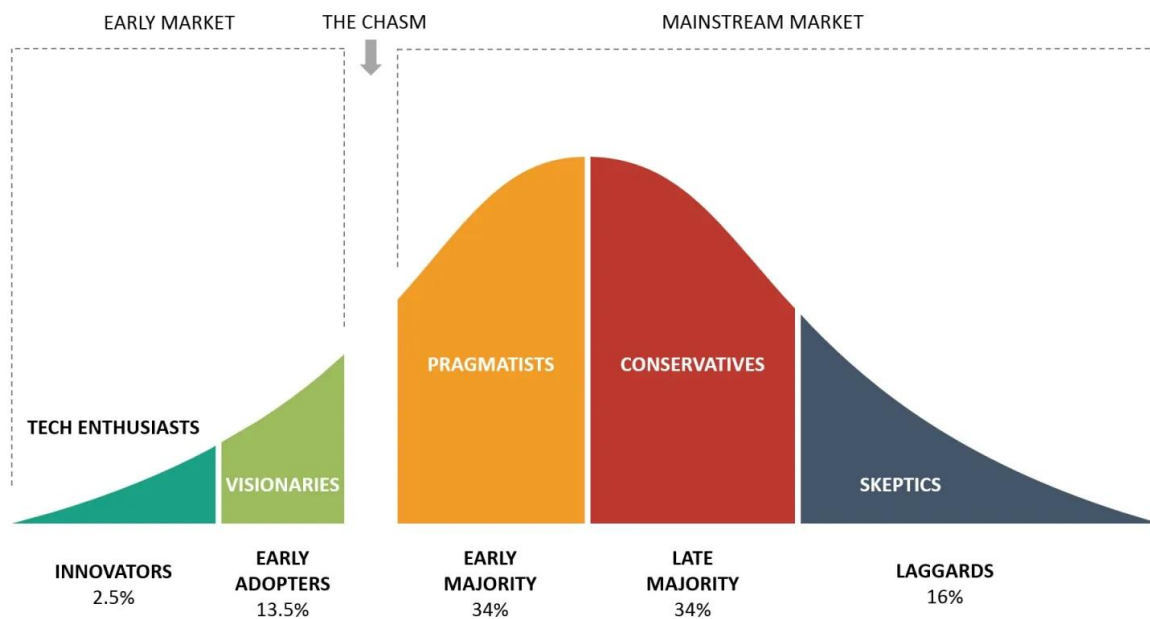 EARLY MARKET
THE CHASM
MAINSTREAM MARKET
TECH ENTHUSIASTS
VISIONARIES
PRAGMATISTS
CONSERVATIVES
SKEPTICS
INNOVATORS
2.5%
EARLY
ADOPTERS
13.5%
EARLY
MAJORITY
34%
LATE
MAJORITY
34%
LAGGARDS
16%